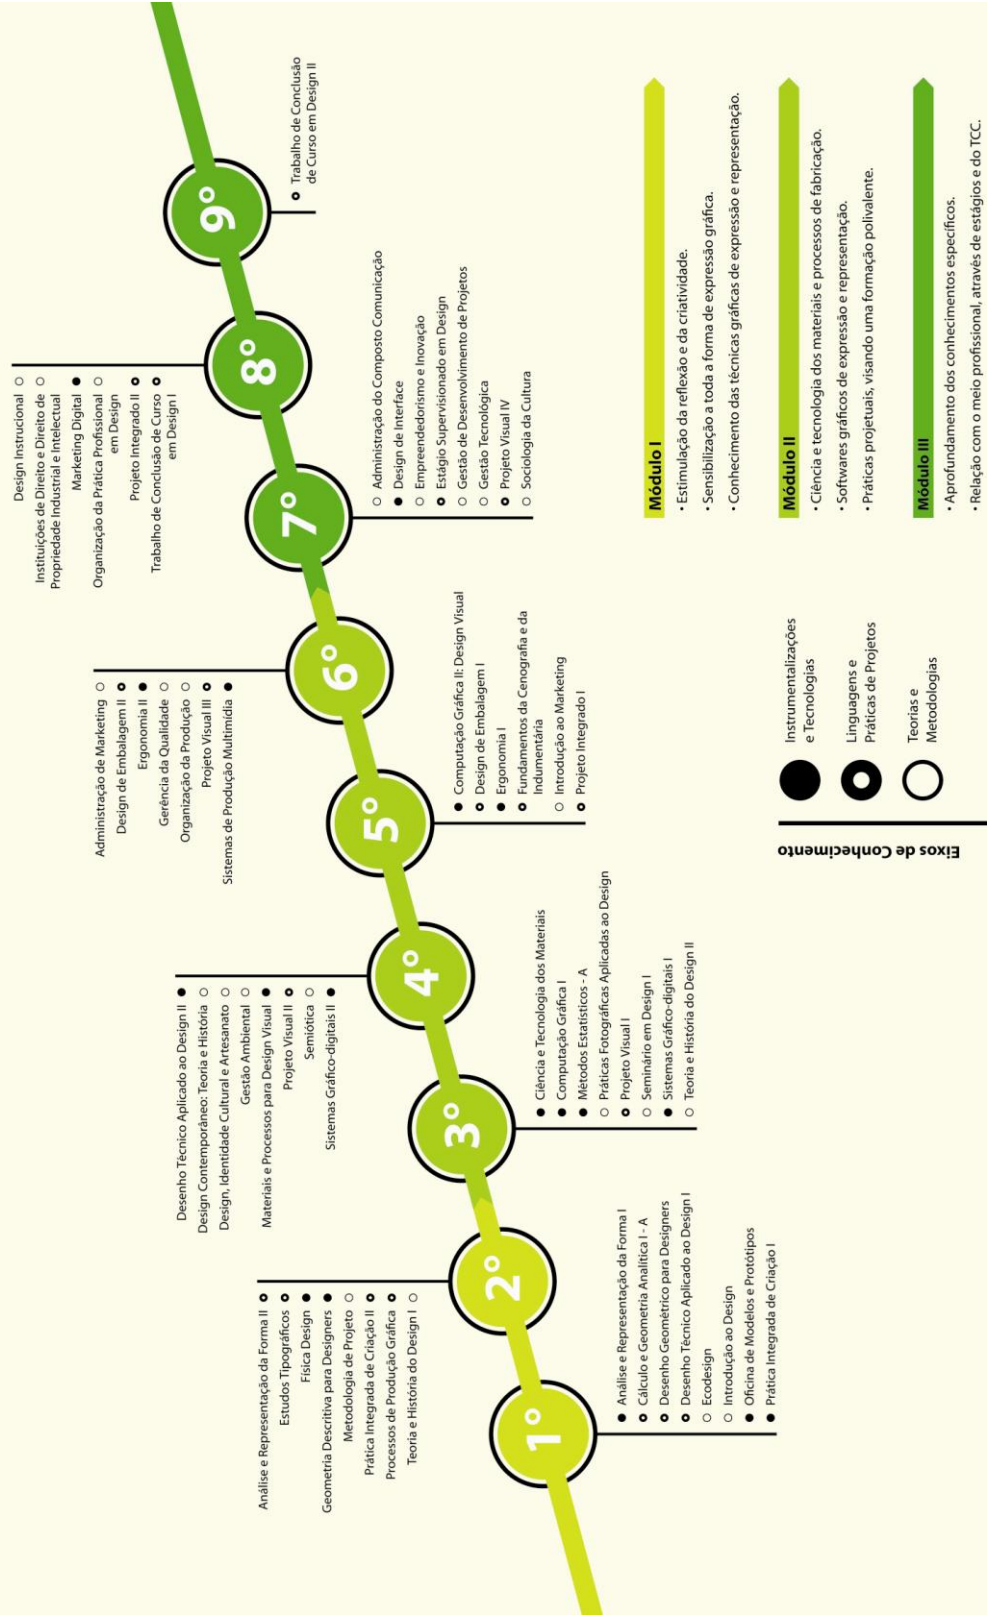 Análise e Representação da Forma II
Estudos Tipográficos
Física Design
Geometria Descritiva para Designers
Metodologia de Projeto
Prática Integrada de Criação II
Processos de Produção Gráfica
Teoria e História do Design I
Desenho Técnico Aplicado ao Design II
Design Contemporâneo: Teoria e História
Design, Identidade Cultural e Artesanato
Gestão Ambiental
Materiais e Processos para Design Visual
Projeto Visual II
Semiótica
Sistemas Gráfico-digitais II
Administração de Marketing
Design de Embalagem II
Ergonomia II
Gerência da Qualidade
Organização da Produção
Projeto Visual III
Sistemas de Produção Multimídia
Design Instrucional
Instituições de Direito e Direito de
Propriedade Industrial e Intelectual
Marketing Digital
Organização da Prática Profissional
em Design
Projeto Integrado II
Trabalho de Conclusão de Curso
em Design I
1º
2º
3º
4º
5º
6º
7º
8º
9º
Análise e Representação da Forma I
Cálculo e Geometria Analítica I - A
Desenho Geométrico para Designers
Desenho Técnico Aplicado ao Design I
Ecodesign
Introdução ao Design
Oficina de Modelos e Protótipos
Prática Integrada de Criação I
Ciência e Tecnologia dos Materiais
Computação Gráfica I
Métodos Estatísticos - A
Práticas Fotográficas Aplicadas ao Design
Projeto Visual I
Seminário em Design I
Sistemas Gráfico-digitais I
Teoria e História do Design II
Computação Gráfica II: Design Visual
Design de Embalagem I
Ergonomia I
Fundamentos da Cenografia e da
Indumentária
Introdução ao Marketing
Projeto Integrado I
Administração do Composto Comunicação
Design de Interface
Empreendedorismo e Inovação
Estágio Supervisionado em Design
Gestão de Desenvolvimento de Projetos
Gestão Tecnológica
Projeto Visual IV
Sociologia da Cultura
Trabalho de Conclusão
de Curso em Design II
Eixos de Conhecimento
Instrumentalizações
e Tecnologias
Linguagens e
Práticas de Projetos
Teorias e
Metodologias
Módulo I
• Estimulação da reflexão e da criatividade.
• Sensibilização a toda a forma de expressão gráfica.
• Conhecimento das técnicas gráficas de expressão e representação.
Módulo II
• Ciência e tecnologia dos materiais e processos de fabricação.
• Softwares gráficos de expressão e representação.
• Práticas projetuais, visando uma formação polivalente.
Módulo III
• Aprofundamento dos conhecimentos específicos.
• Relação com o meio profissional, através de estágios e do TCC.